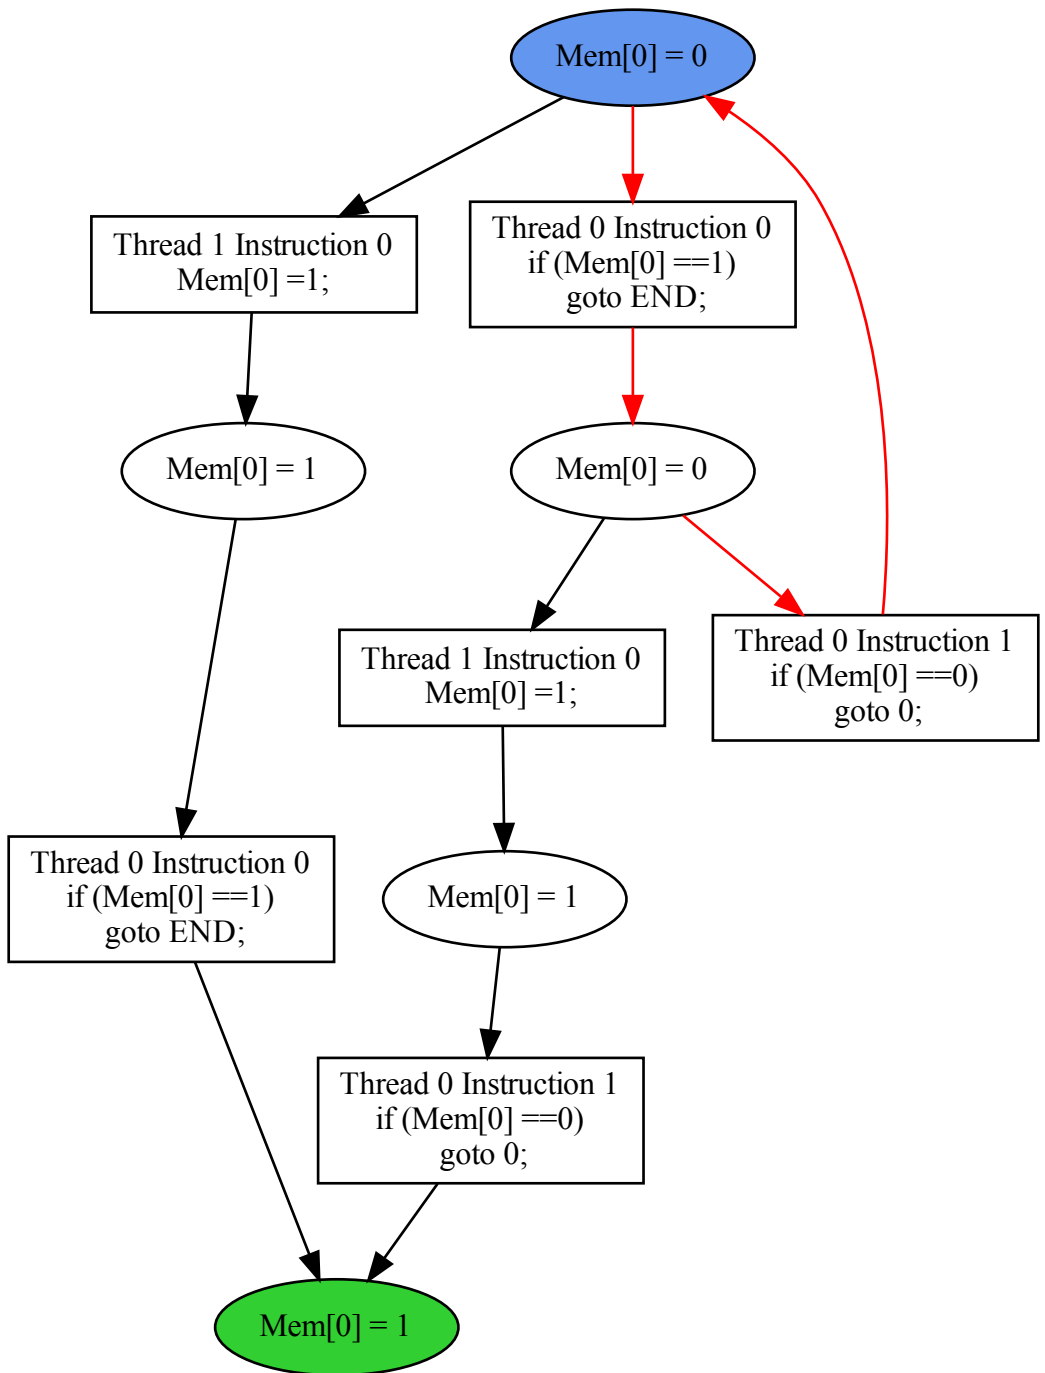 Mem[0] = 0
Thread 1 Instruction 0
Mem[0] =1;
Thread 0 Instruction 0
if (Mem[0] ==1)
goto END;
Mem[0] = 1
Mem[0] = 0
Thread 1 Instruction 0
Mem[0] =1;
Thread 0 Instruction 1
if (Mem[0] ==0)
goto 0;
Thread 0 Instruction 0
if (Mem[0] ==1)
goto END;
Mem[0] = 1
Thread 0 Instruction 1
if (Mem[0] ==0)
goto 0;
Mem[0] = 1